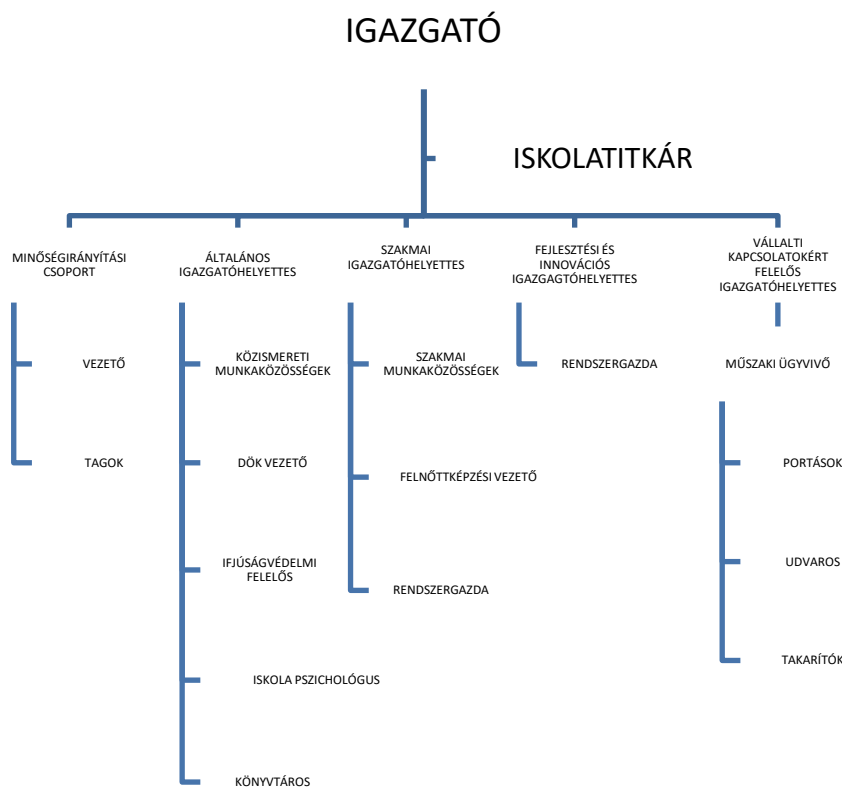 IGAZGATÓ
ISKOLATITKÁR
MINŐSÉGIRÁNYÍTÁSI
CSOPORT
VEZETŐ
TAGOK
ÁLTALÁNOS
IGAZGATÓHELYETTES
KÖZISMERETI
MUNKAKÖZÖSSÉGEK
DÖK VEZETŐ
IFJÚSÁGVÉDELMI
FELELŐS
ISKOLA PSZICHOLÓGUS
KÖNYVTÁROS
SZAKMAI
IGAZGATÓHELYETTES
SZAKMAI
MUNKAKÖZÖSSÉGEK
FELNŐTTKÉPZÉSI VEZETŐ
RENDSZERGAZDA
FEJLESZTÉSI ÉS
INNOVÁCIÓS
IGAZGAGTÓHELYETTES
RENDSZERGAZDA
VÁLLALTI
KAPCSOLATOKÉRT
FELELŐS
IGAZGATÓHELYETTES
MŰSZAKI ÜGYVIVŐ
PORTÁSOK
UDVAROS
TAKARÍTÓK